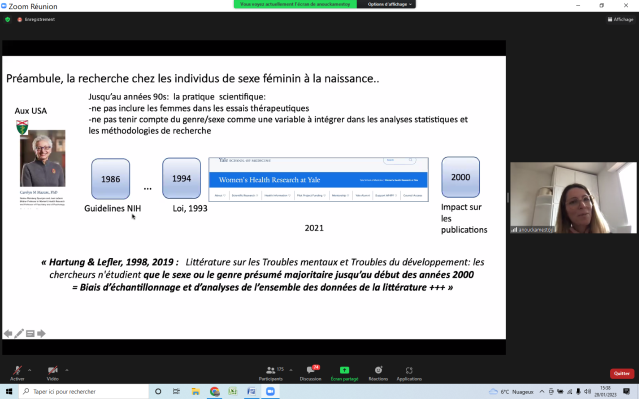 Zoom Réunion
Vous voyez actuellement l'écran de anouchamestoj
Options d'affichage
Enregistrement
Affichage
Préambule, la recherche chez les individus de sexe féminin à la naissance..
Jusqu'au années 90s: la pratique scientifique:
-ne pas inclure les femmes dans les essais thérapeutiques
-ne pas tenir compte du genre/sexe comme une variable à intégrer dans les analyses statistiques et
les méthodologies de recherche
Aux USA
1986
...
1994
Yale SCHOOL OF MEDICINE
Women's Health Research at Yale
2000
Guidelines NIH
Loi, 1993
2021
Impact sur
les
publications
« Hartung & Lefler, 1998, 2019 : Littérature sur les Troubles mentaux et Troubles du développement: les
chercheurs n'étudient que le sexe ou le genre présumé majoritaire jusqu'au début des années 2000
= Biais d'échantillonnage et d'analyses de l'ensemble des données de la littérature +++ »
anouchamestoj
Activer
Vidéo
Participants
175
Discussion
Écran partagé
Réactions
Applications
Quitter
Taper ici pour rechercher
6°C Nuageux
15:08
28/01/2023